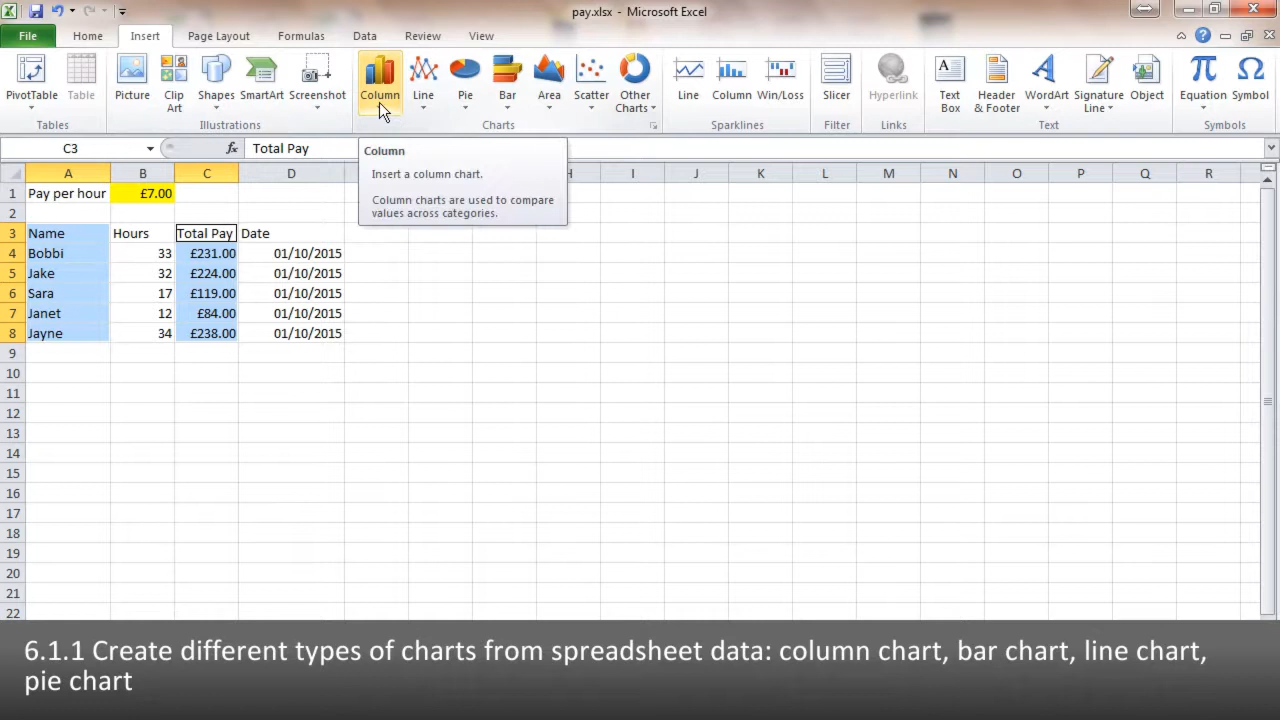 pay.xlsx - Microsoft Excel
File Home Insert Page Layout Formulas Data Review View
PivotTable Table Picture Clip Art Shapes SmartArt Screenshot Column Line Pie Bar Area Scatter Other Charts Line Column Win/Loss Slicer Hyperlink Text Box Header & Footer WordArt Signature Line Object Equation Symbol
Tables Illustrations Charts Sparklines Filter Links Text Symbols
C3 fx Total Pay
Column
Insert a column chart.
Column charts are used to compare
values across categories.
A B C D H I J K L M N O P Q R
1 Pay per hour £7.00
2
3 Name Hours Total Pay Date
4 Bobbi 33 £231.00 01/10/2015
5 Jake 32 £224.00 01/10/2015
6 Sara 17 £119.00 01/10/2015
7 Janet 12 £84.00 01/10/2015
8 Jayne 34 £238.00 01/10/2015
9
10
11
12
13
14
15
16
17
18
19
20
21
22
6.1.1 Create different types of charts from spreadsheet data: column chart, bar chart, line chart,
pie chart